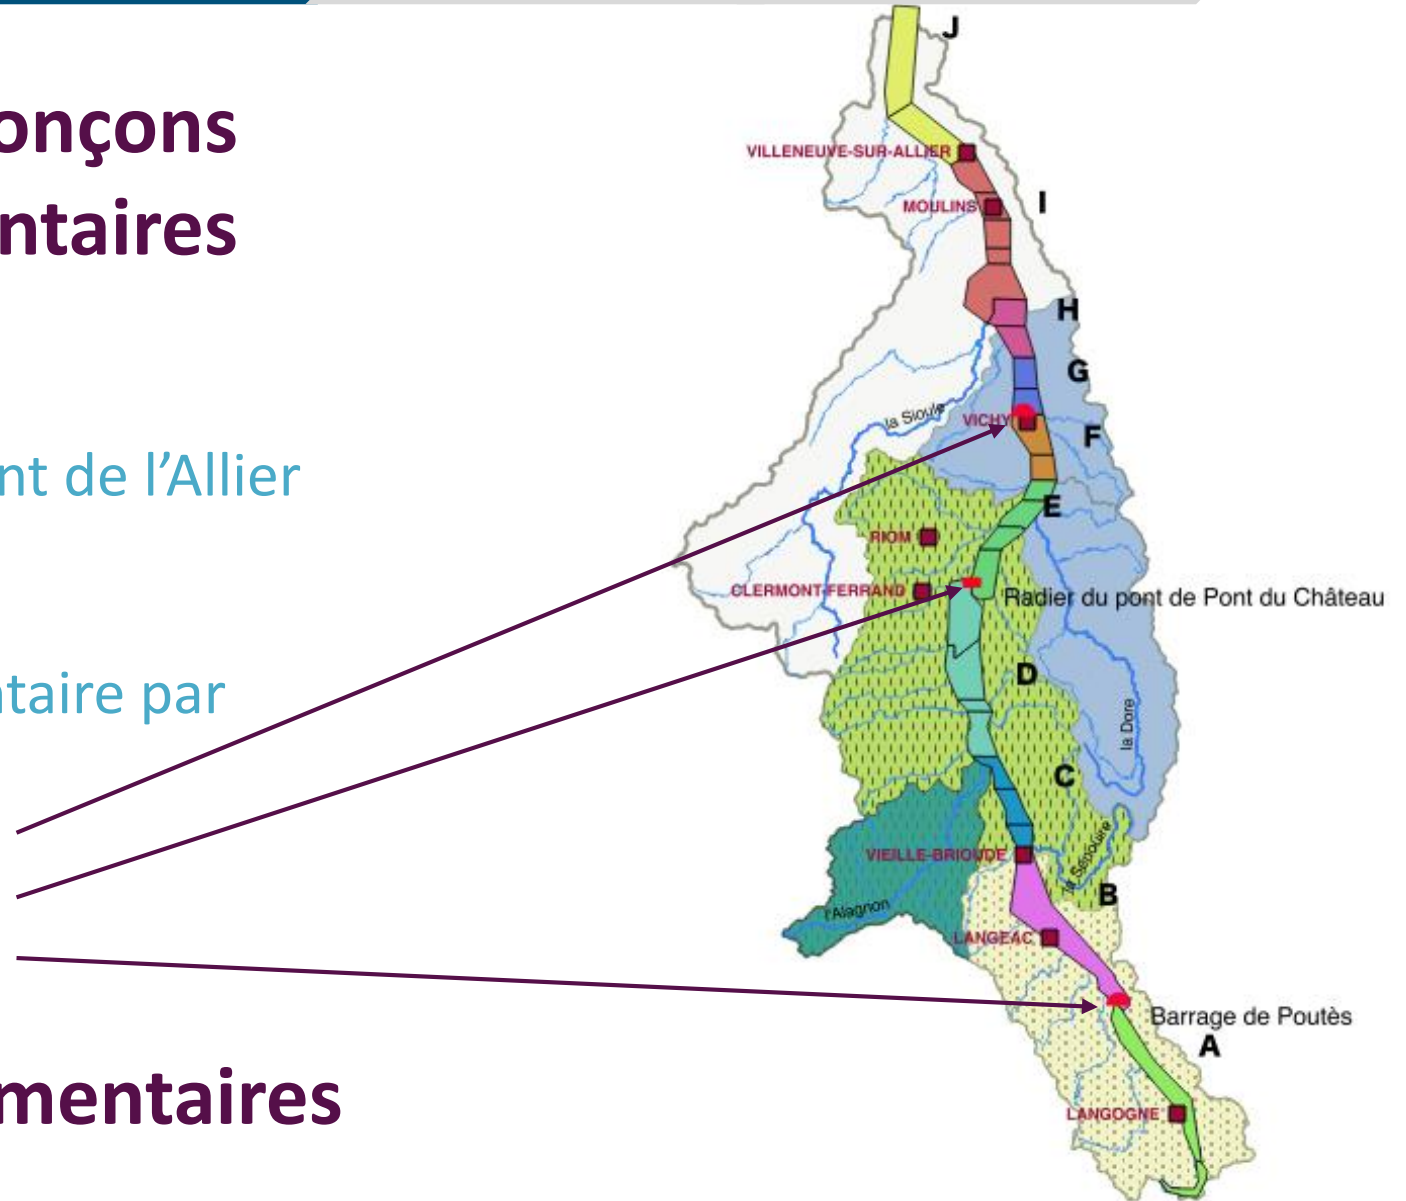 onçons
ntaires
nt de l’Allier
taire par
mentaires
J
VILLENEUVE-SUR-ALLIER
MOULINS
I
H
G
la Sioule
VICHY
F
E
RIOM
CLERMONT-FERRAND
Radier du pont de Pont du Château
D
la Dore
C
VIEILLE-BRIOUDE
la Sépouire
B
l'Alagnon
LANGEAC
Barrage de Poutès
A
LANGOGNE